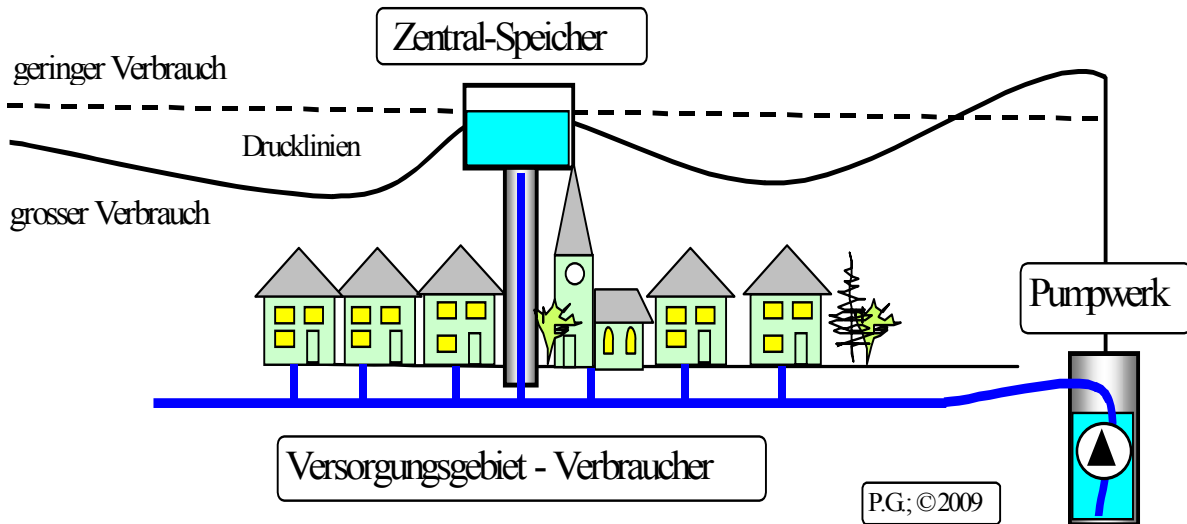 Zentral-Speicher
geringer Verbrauch
Drucklinien
grosser Verbrauch
Pumpwerk
Versorgungsgebiet - Verbraucher
P.G.; © 2009